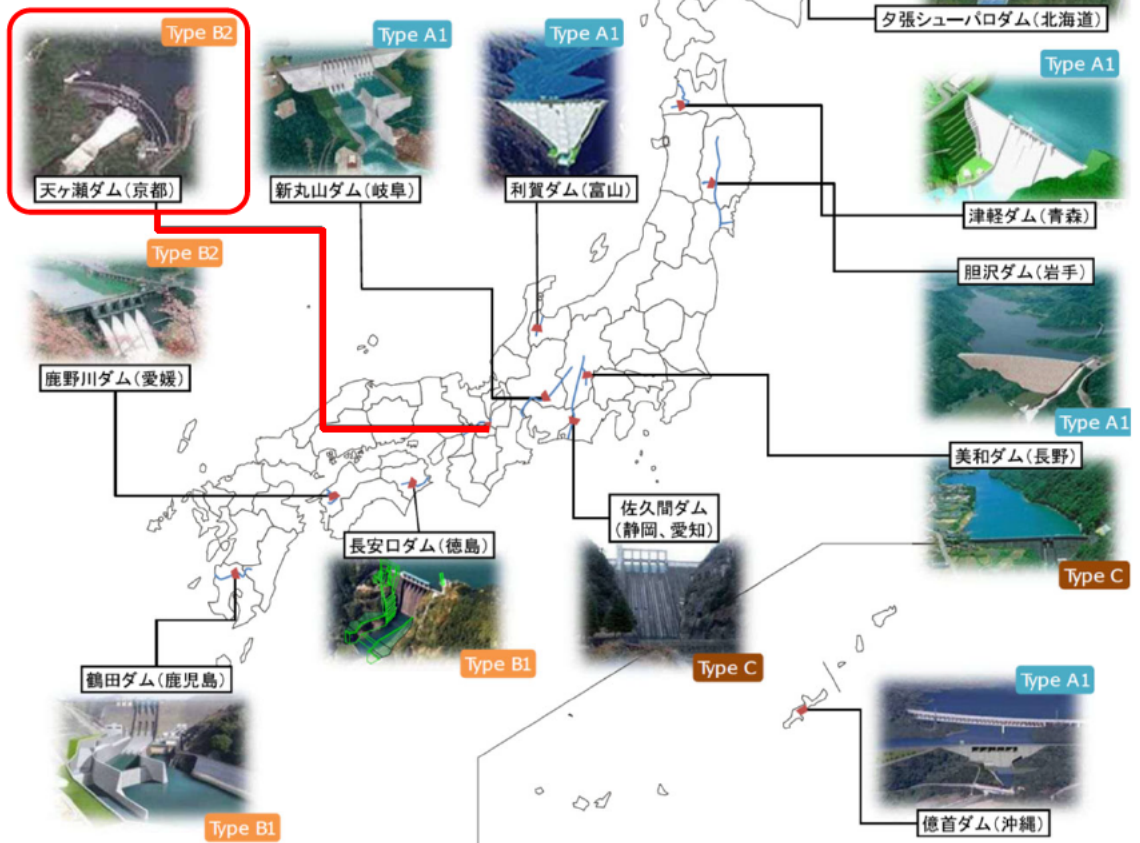 夕張シューパロダム(北海道)
Type B2
天ヶ瀬ダム(京都)
Type A1
新丸山ダム(岐阜)
Type A1
利賀ダム(富山)
Type A1
津軽ダム(青森)
Type B2
鹿野川ダム(愛媛)
胆沢ダム(岩手)
Type A1
美和ダム(長野)
Type C
長安口ダム(徳島)
Type B1
佐久間ダム
(静岡、愛知)
Type C
鶴田ダム(鹿児島)
Type B1
Type A1
億首ダム(沖縄)